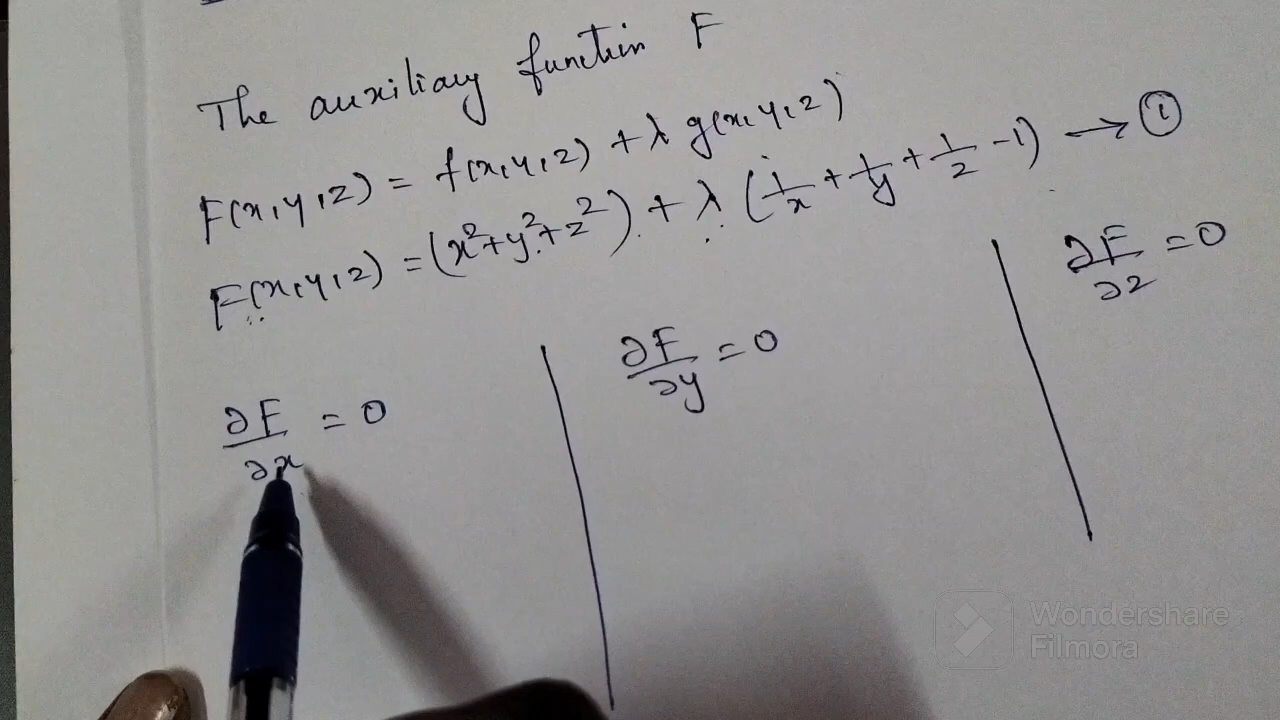 The auxiliary function F
F(x,y,z) = f(x,y,z) + λ g(x,y,z)
F(x,y,z) = (x²+y²+z²) + λ (1/x + 1/y + 1/z - 1) → ①
∂F/∂x = 0
∂F/∂y = 0
∂F/∂z = 0
Wondershare
Filmora